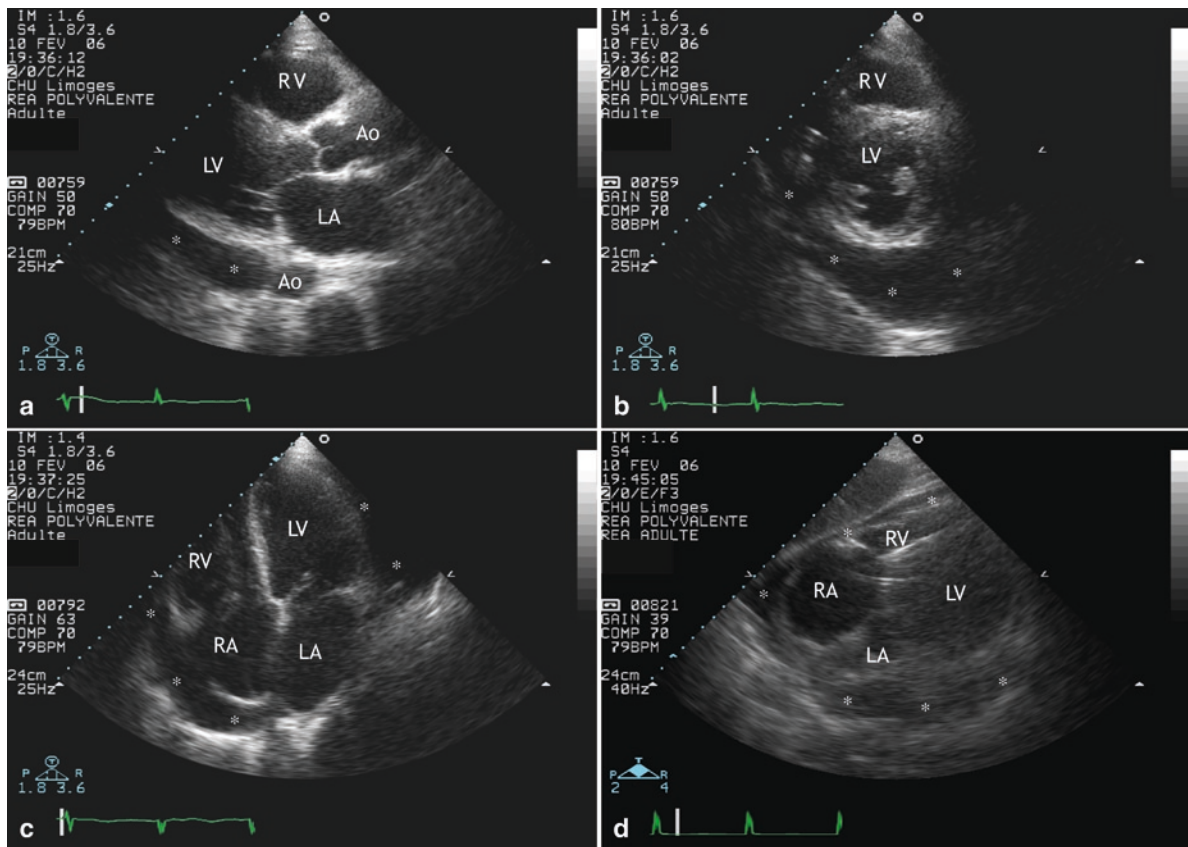 IM : 1.6
S4 1.8/3.6
10 FEV 06
19:36:12
2/0/C/H2
CHU Limoges
REA POLYVALENTE
Adulte
00759
GAIN 50
COMP 70
79BPM
21cm
25Hz
P T R
1.8 3.6
RV
Ao
LV
LA
*
*
Ao
a
IM : 1.6
S4 1.8/3.6
10 FEV 06
19:36:02
2/0/C/H2
CHU Limoges
REA POLYVALENTE
Adulte
00759
GAIN 50
COMP 70
80BPM
21cm
25Hz
P T R
1.8 3.6
RV
LV
*
* *
*
b
IM : 1.4
S4 1.8/3.6
10 FEV 06
19:37:25
2/0/C/H2
CHU Limoges
REA POLYVALENTE
Adulte
00792
GAIN 63
COMP 70
79BPM
24cm
25Hz
P T R
1.8 3.6
LV
*
RV
*
*
RA LA
*
*
c
IM : 1.6
S4
10 FEV 06
19:45:05
2/0/E/F3
CHU Limoges
REA POLYVALENTE
REA ADULTE
00821
GAIN 39
COMP 70
79BPM
24cm
40Hz
P T R
2 4
*
*
RV
*
RA LV
LA
*
* *
d